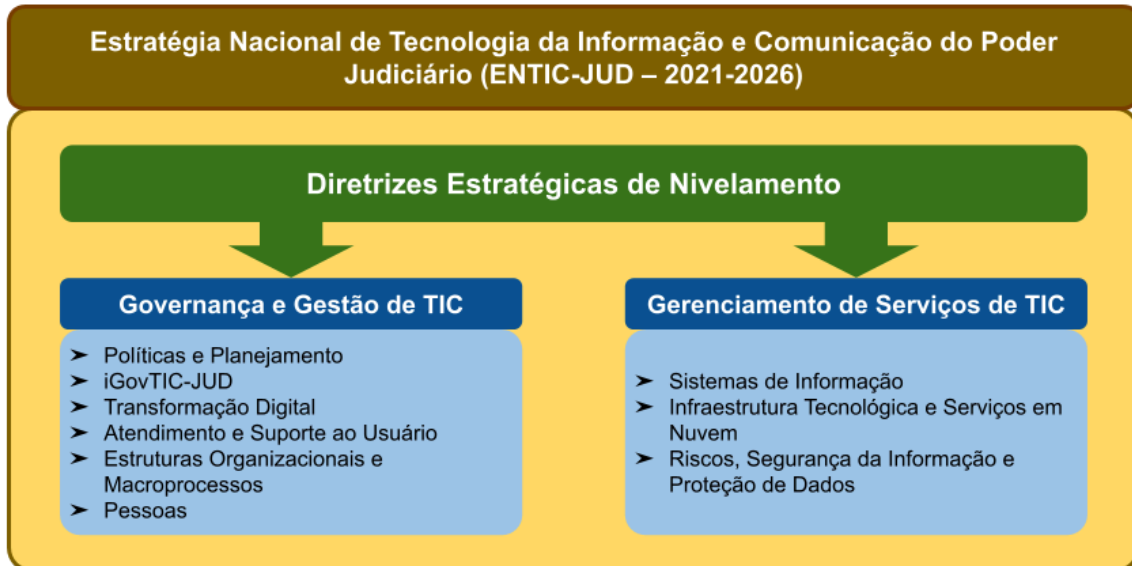 Estratégia Nacional de Tecnologia da Informação e Comunicação do Poder
Judiciário (ENTIC-JUD – 2021-2026)
Diretrizes Estratégicas de Nivelamento
Governança e Gestão de TIC
➤ Políticas e Planejamento
➤ iGovTIC-JUD
➤ Transformação Digital
➤ Atendimento e Suporte ao Usuário
➤ Estruturas Organizacionais e
Macroprocessos
➤ Pessoas
Gerenciamento de Serviços de TIC
➤ Sistemas de Informação
➤ Infraestrutura Tecnológica e Serviços em
Nuvem
➤ Riscos, Segurança da Informação e
Proteção de Dados